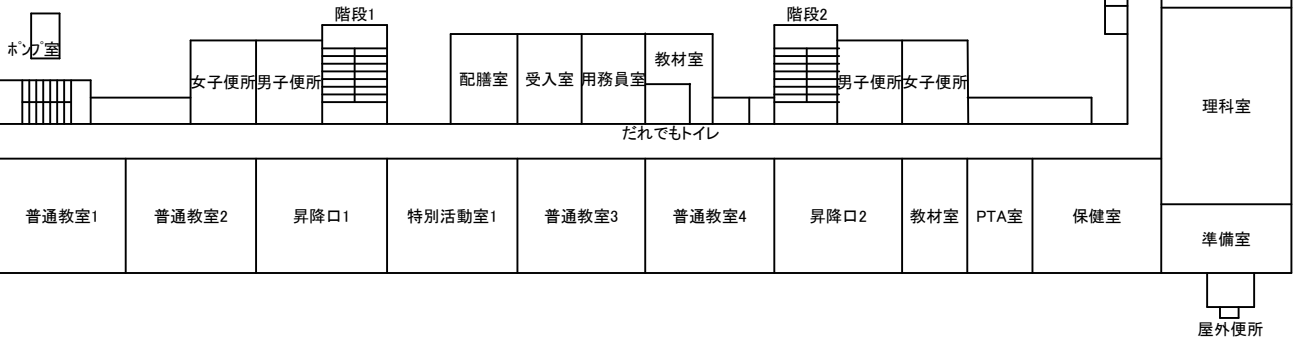 階段1
階段2
ポンプ室
女子便所
男子便所
配膳室
受入室
用務員室
教材室
男子便所
女子便所
理科室
だれでもトイレ
普通教室1
普通教室2
昇降口1
特別活動室1
普通教室3
普通教室4
昇降口2
教材室
PTA室
保健室
準備室
屋外便所